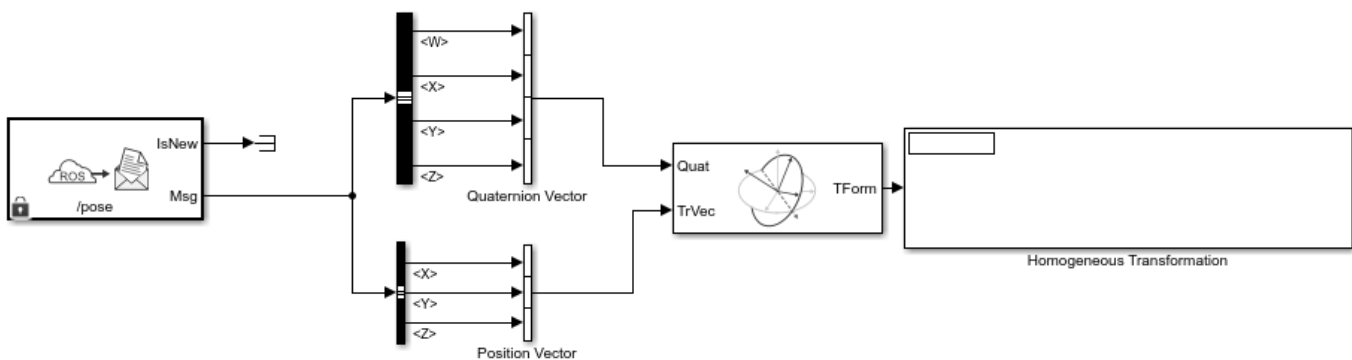 IsNew
ROS
Msg
/pose
<W>
<X>
<Y>
<Z>
Quaternion Vector
<X>
<Y>
<Z>
Position Vector
Quat
TrVec
TForm
Homogeneous Transformation